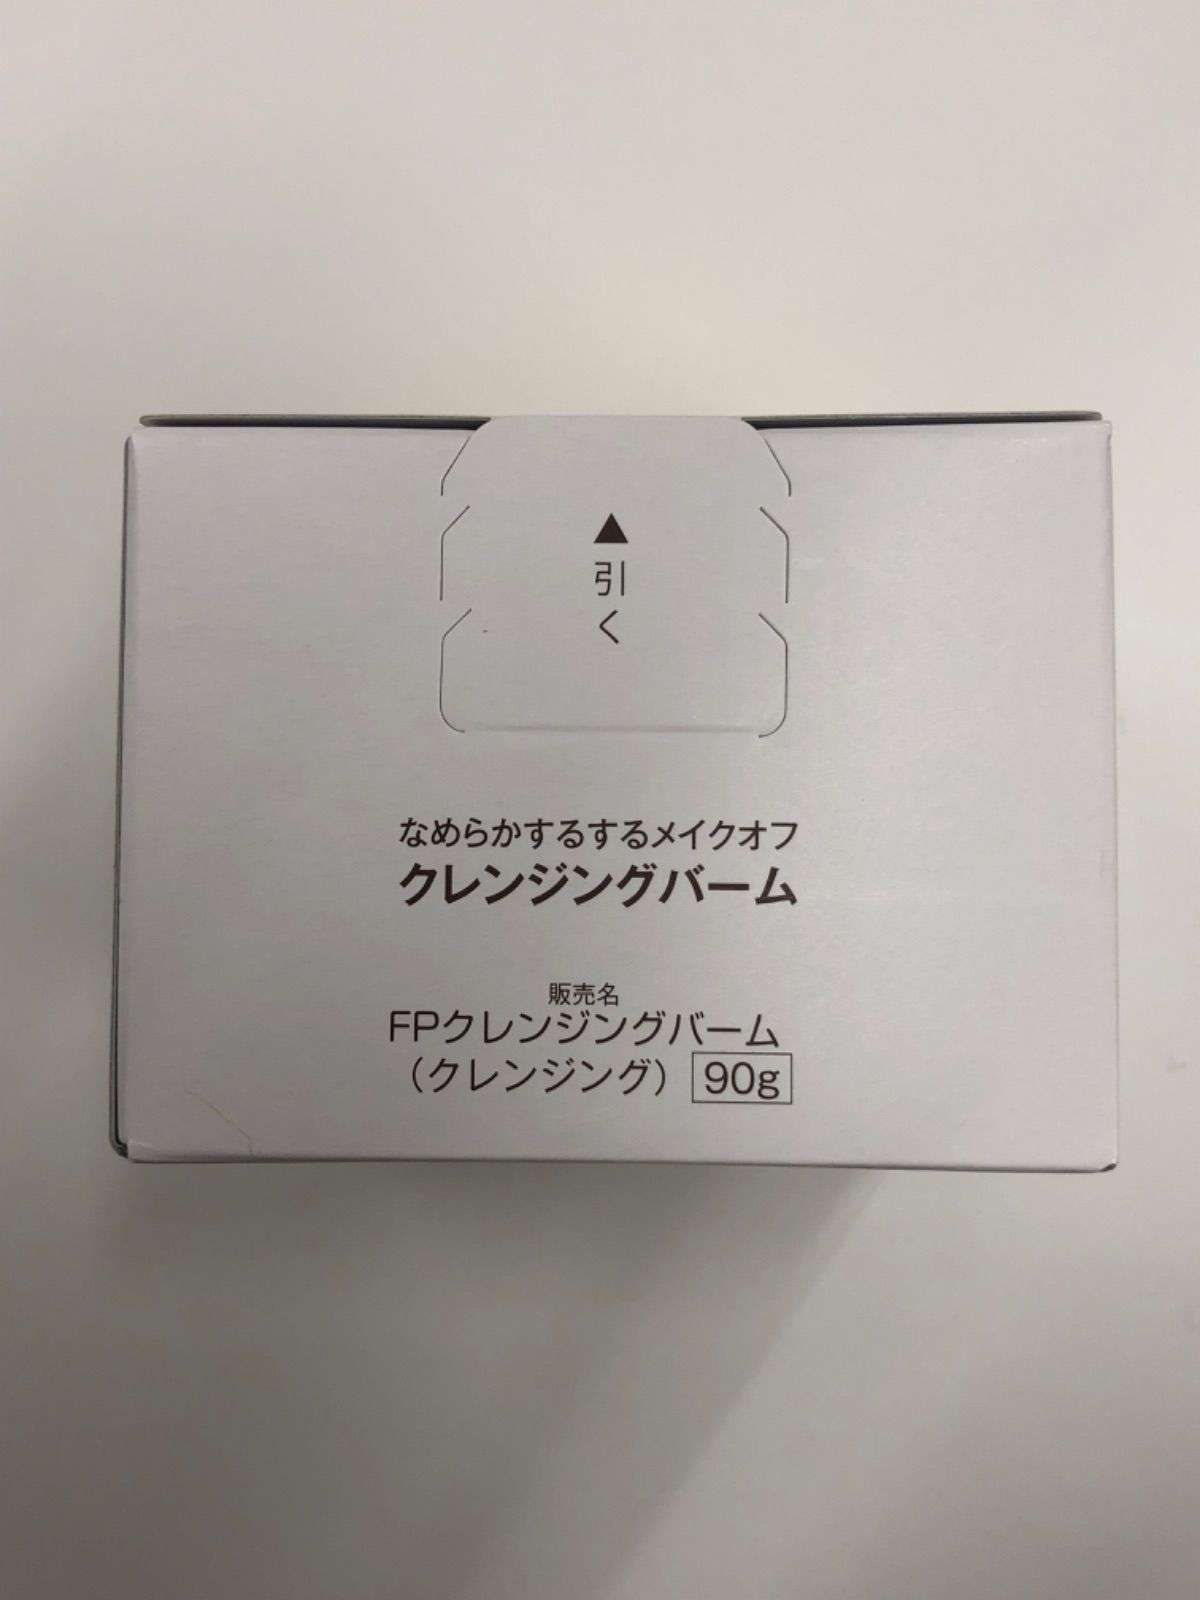 ▲
引
く
なめらかするするメイクオフ
クレンジングバーム
販売名
FPクレンジングバーム
（クレンジング） 90g